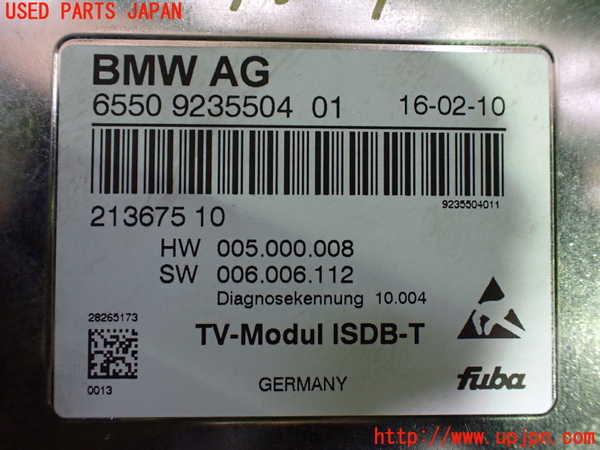 USED PARTS JAPAN
BMW AG
6550 9235504 01 16-02-10
9235504011
213675 10
HW 005.000.008
SW 006.006.112
Diagnosekennung 10.004
28265173
TV-Modul ISDB-T
0013
GERMANY
fuba
http://www.upjpn.com/